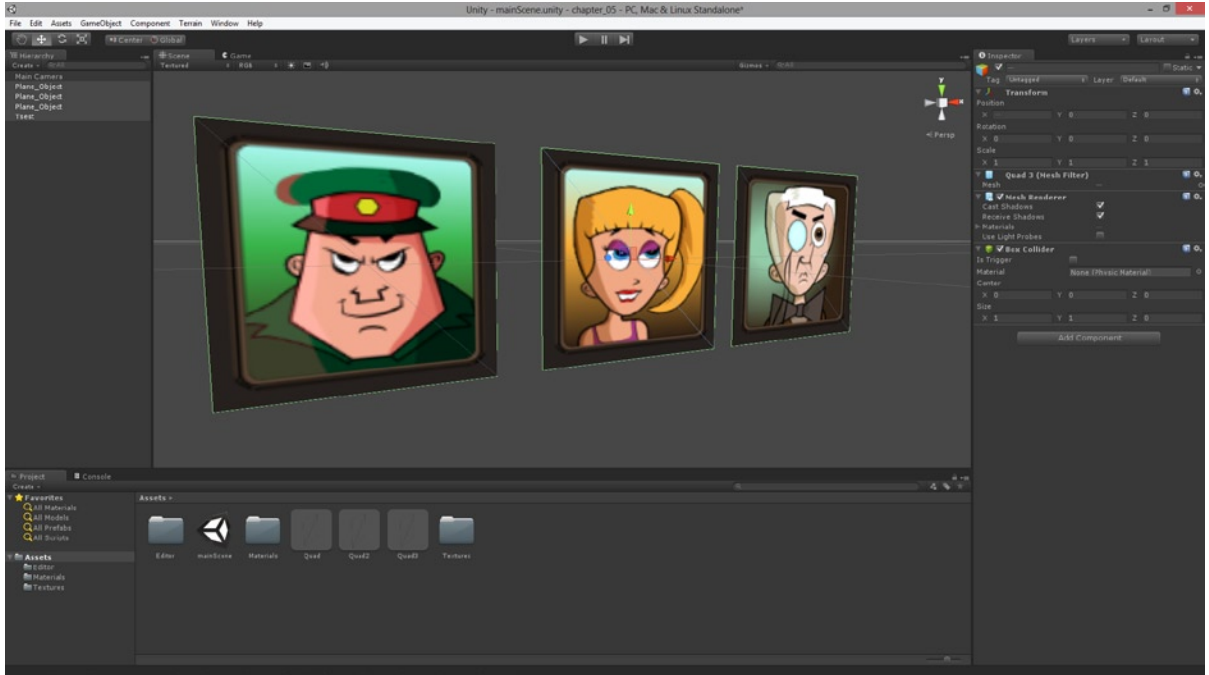 Unity - mainScene.unity - chapter_05 - PC, Mac & Linux Standalone*
File Edit Assets GameObject Component Terrain Window Help
Center Global
Layers Layout
Hierarchy
Create All
Main Camera
Plane_Object
Plane_Object
Plane_Object
Tsest
Scene Game
Textured RGB Gizmos All
y
x
Persp
Inspector
Static
Tag Untagged Layer Default
Transform
Position
X - Y 0 Z 0
Rotation
X 0 Y 0 Z 0
Scale
X 1 Y 1 Z 1
Quad 3 (Mesh Filter)
Mesh -
Mesh Renderer
Cast Shadows
Receive Shadows
Materials
Use Light Probes
Box Collider
Is Trigger
Material None (Physic Material)
Center
X 0 Y 0 Z 0
Size
X 1 Y 1 Z 0
Add Component
Project Console
Create
Favorites
All Materials
All Models
All Prefabs
All Scripts
Assets
Editor
Materials
Textures
Assets
Editor mainScene Materials Quad Quad2 Quad3 Textures